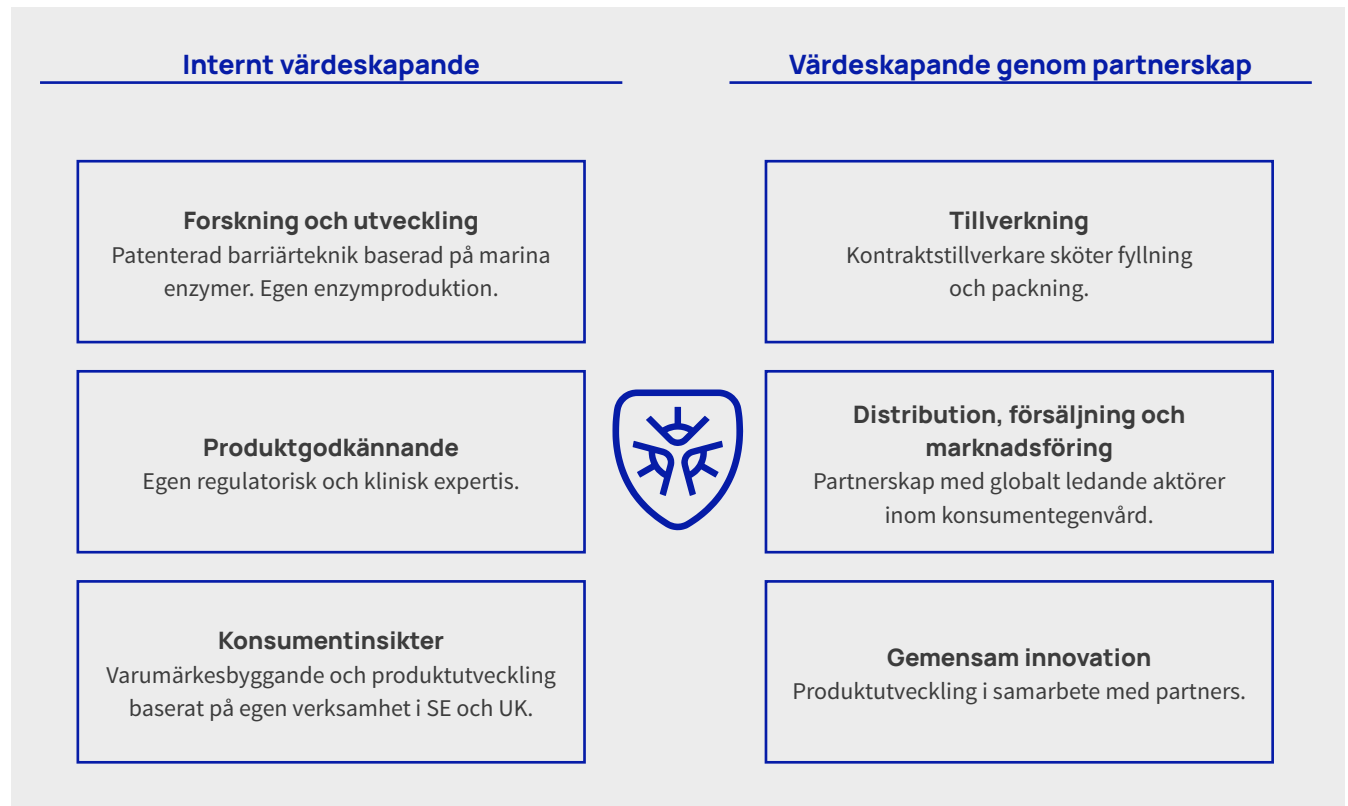 Internt värdeskapande
Forskning och utveckling
Patenterad barriärteknik baserad på marina
enzymer. Egen enzymproduktion.
Produktgodkännande
Egen regulatorisk och klinisk expertis.
Konsumentinsikter
Varumärkesbyggande och produktutveckling
baserat på egen verksamhet i SE och UK.
Värdeskapande genom partnerskap
Tillverkning
Kontraktstillverkare sköter fyllning
och packning.
Distribution, försäljning och
marknadsföring
Partnerskap med globalt ledande aktörer
inom konsumentegenvård.
Gemensam innovation
Produktutveckling i samarbete med partners.